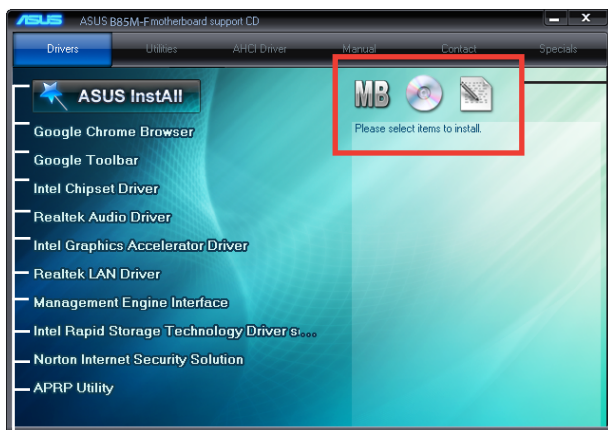 ASUS ASUS B85M-F motherboard support CD
Drivers Utilities AHCI Driver Manual Contact Specials
ASUS InstAll
MB
Please select items to install.
Google Chrome Browser
Google Toolbar
Intel Chipset Driver
Realtek Audio Driver
Intel Graphics Accelerator Driver
Realtek LAN Driver
Management Engine Interface
Intel Rapid Storage Technology Driver s...
Norton Internet Security Solution
APRP Utility